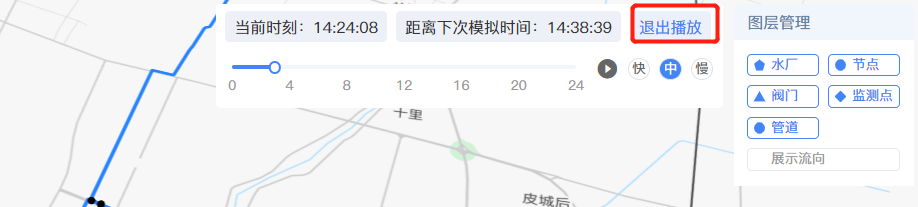 当前时刻：14:24:08
距离下次模拟时间：14:38:39
退出播放
0 4 8 12 16 20 24
快 中 慢
图层管理
水厂 节点
阀门 监测点
管道
展示流向
十里
皮城后